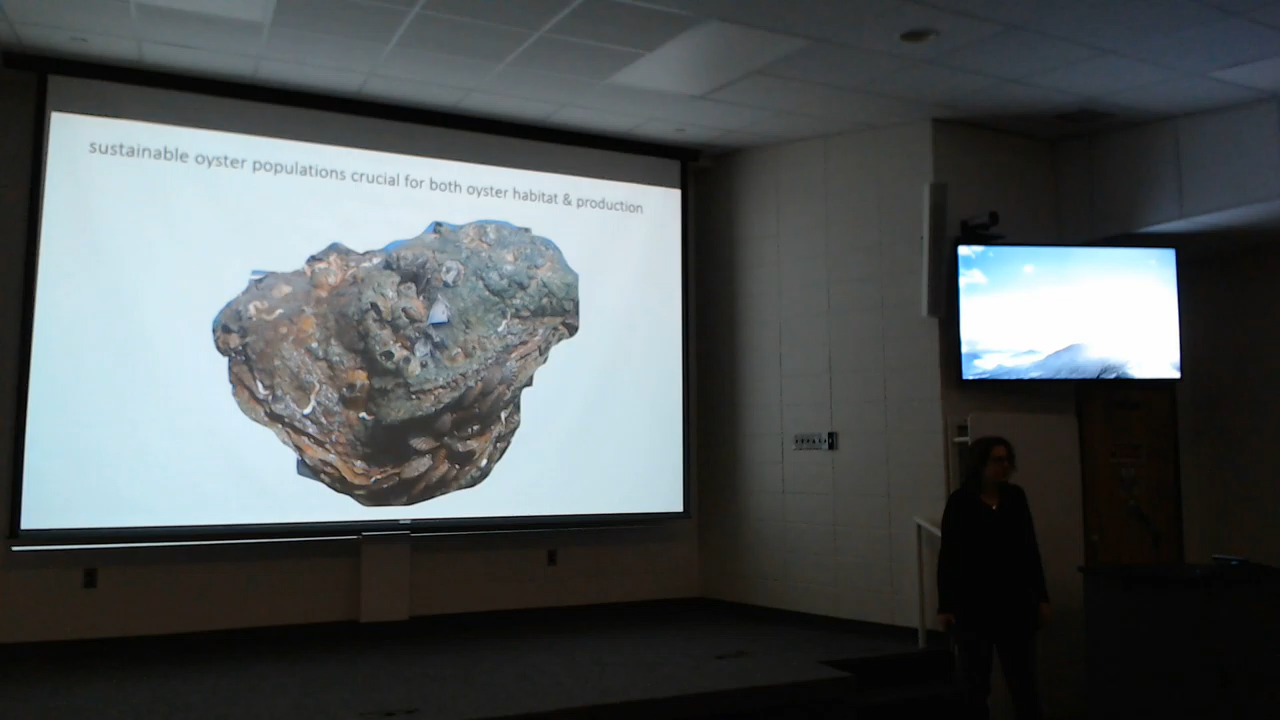 sustainable oyster populations crucial for both oyster habitat & production